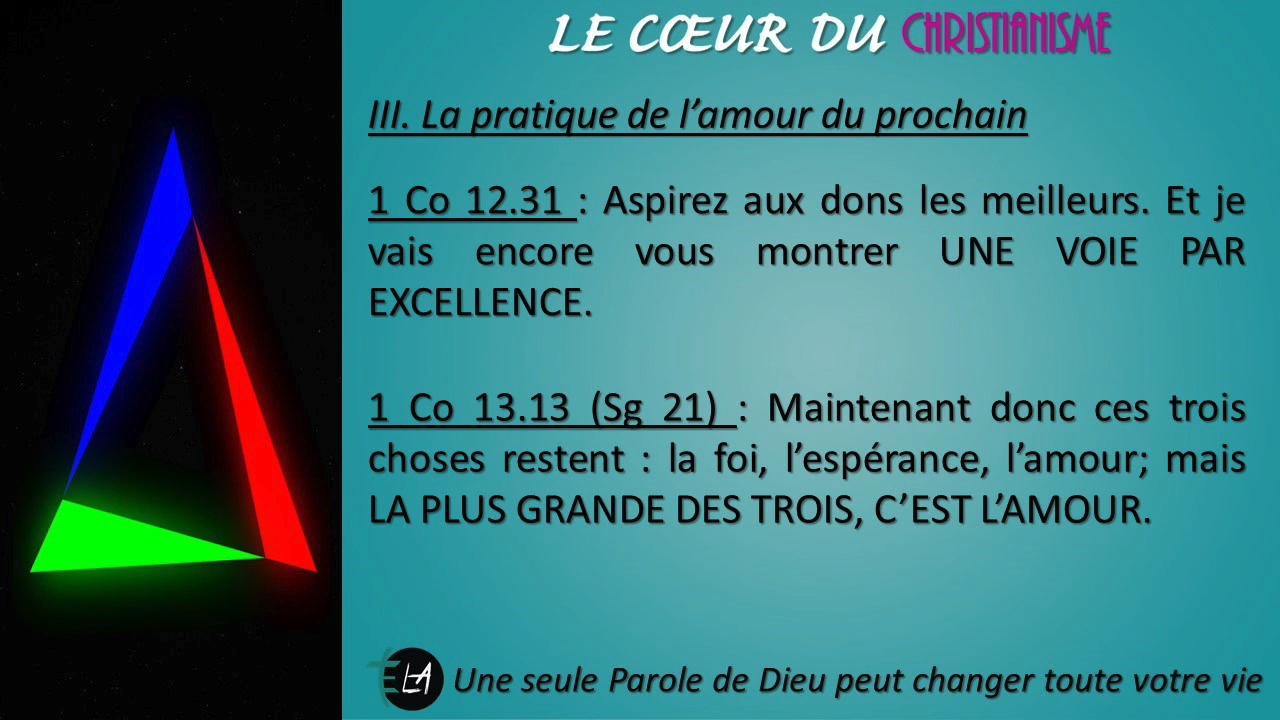 LE CŒUR DU CHRISTIANISME
III. La pratique de l’amour du prochain
1 Co 12.31 : Aspirez aux dons les meilleurs. Et je
vais encore vous montrer UNE VOIE PAR
EXCELLENCE.
1 Co 13.13 (Sg 21) : Maintenant donc ces trois
choses restent : la foi, l’espérance, l’amour; mais
LA PLUS GRANDE DES TROIS, C’EST L’AMOUR.
ELA Une seule Parole de Dieu peut changer toute votre vie